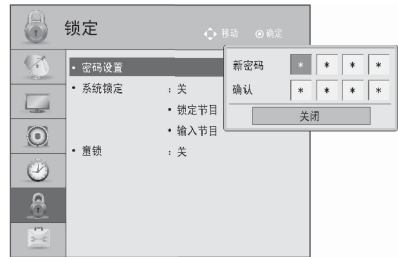 锁定
移动 确定
• 密码设置
• 系统锁定 : 关
• 锁定节目
• 输入节目
• 童锁 : 关
新密码 * * * *
确认 * * * *
关闭